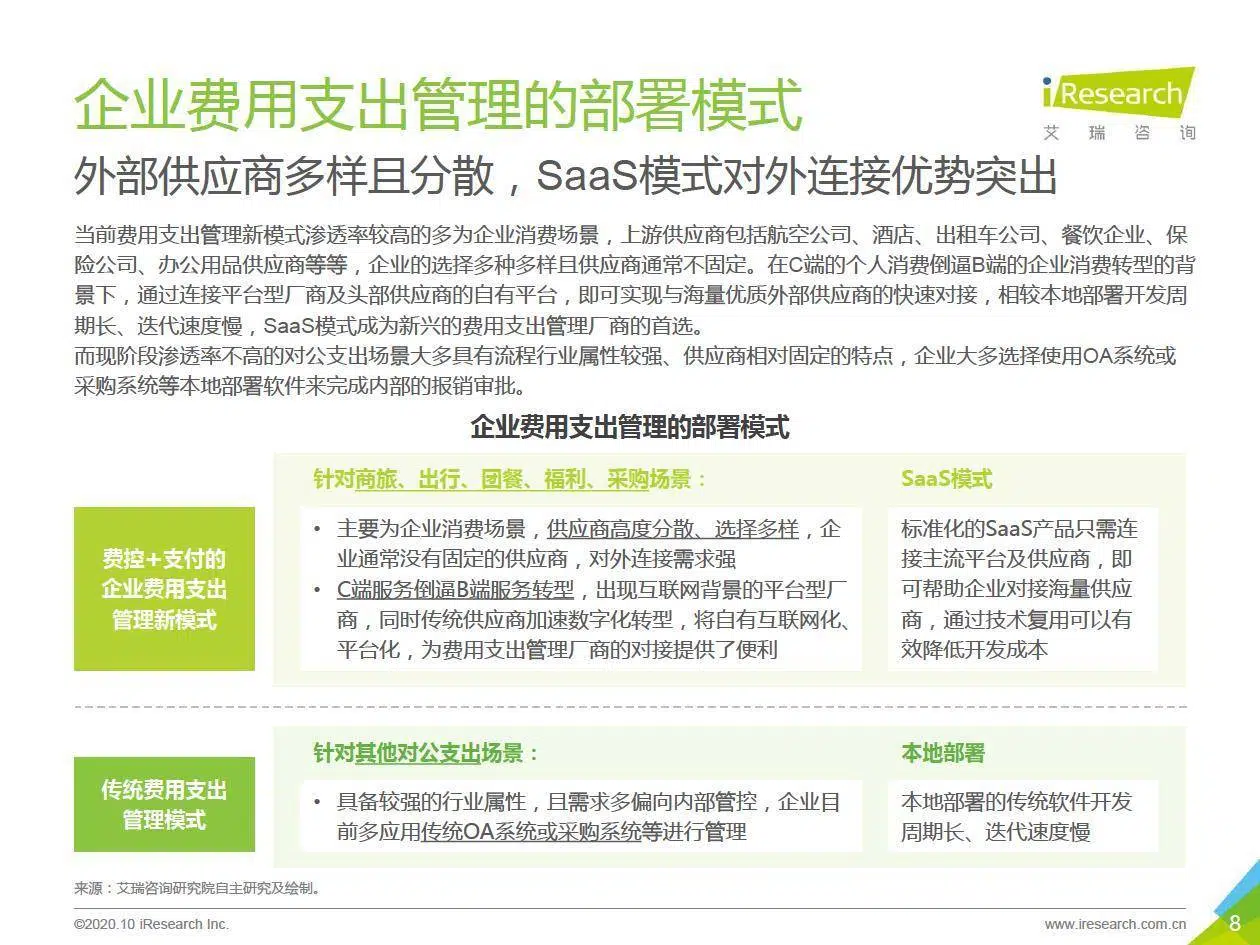 企业费用支出管理的部署模式
iResearch
艾瑞咨询
外部供应商多样且分散，SaaS模式对外连接优势突出
当前费用支出管理新模式渗透率较高的多为企业消费场景，上游供应商包括航空公司、酒店、出租车公司、餐饮企业、保
险公司、办公用品供应商等等，企业的选择多种多样且供应商通常不固定。在C端的个人消费倒逼B端的企业消费转型的背
景下，通过连接平台型厂商及头部供应商的自有平台，即可实现与海量优质外部供应商的快速对接，相较本地部署开发周
期长、迭代速度慢，SaaS模式成为新兴的费用支出管理厂商的首选。
而现阶段渗透率不高的对公支出场景大多具有流程行业属性较强、供应商相对固定的特点，企业大多选择使用OA系统或
采购系统等本地部署软件来完成内部的报销审批。
企业费用支出管理的部署模式
费控+支付的
企业费用支出
管理新模式
针对商旅、出行、团餐、福利、采购场景：
• 主要为企业消费场景，供应商高度分散、选择多样，企
业通常没有固定的供应商，对外连接需求强
• C端服务倒逼B端服务转型，出现互联网背景的平台型厂
商，同时传统供应商加速数字化转型，将自有互联网化、
平台化，为费用支出管理厂商的对接提供了便利
SaaS模式
标准化的SaaS产品只需连
接主流平台及供应商，即
可帮助企业对接海量供应
商，通过技术复用可以有
效降低开发成本
传统费用支出
管理模式
针对其他对公支出场景：
• 具备较强的行业属性，且需求多偏向内部管控，企业目
前多应用传统OA系统或采购系统等进行管理
本地部署
本地部署的传统软件开发
周期长、迭代速度慢
来源：艾瑞咨询研究院自主研究及绘制。
©2020.10 iResearch Inc.
www.iresearch.com.cn
8